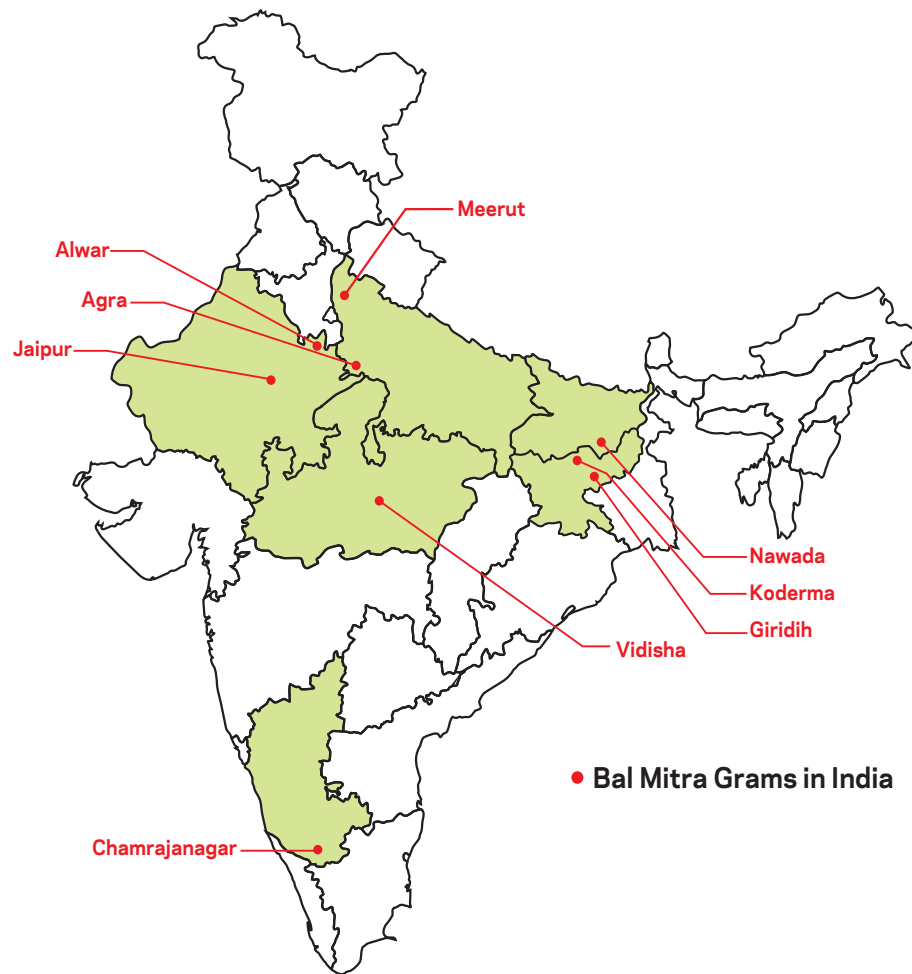 Meerut
Alwar
Agra
Jaipur
Nawada
Koderma
Giridih
Vidisha
Bal Mitra Grams in India
Chamrajanagar